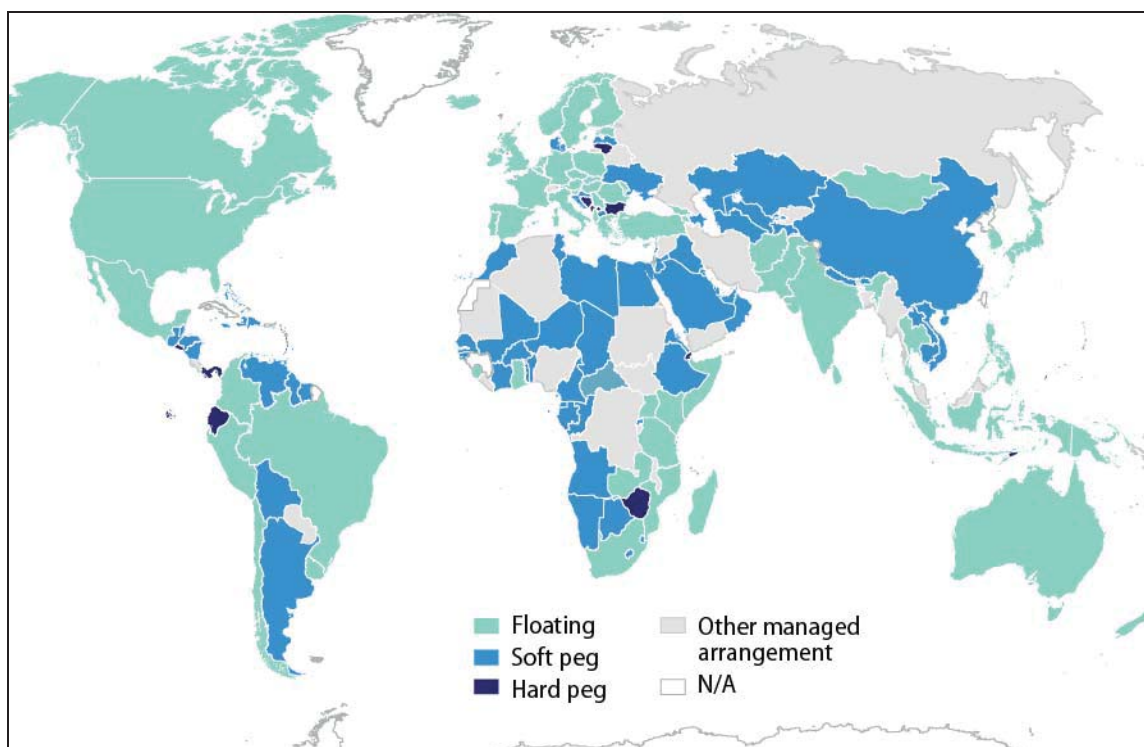 Floating
Soft peg
Hard peg
Other managed
arrangement
N/A